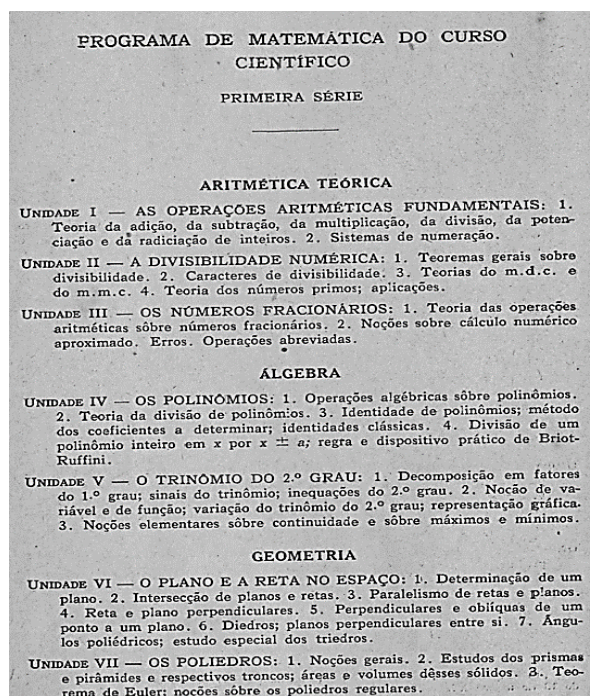 PROGRAMA DE MATEMÁTICA DO CURSO
CIENTÍFICO
PRIMEIRA SÉRIE
ARITMÉTICA TEÓRICA
UNIDADE I — AS OPERAÇÕES ARITMÉTICAS FUNDAMENTAIS: 1.
Teoria da adição, da subtração, da multiplicação, da divisão, da poten-
ciação e da radiciação de inteiros. 2. Sistemas de numeração.
UNIDADE II — A DIVISIBILIDADE NUMÉRICA: 1. Teoremas gerais sobre
divisibilidade. 2. Caracteres de divisibilidade. 3. Teorias do m.d.c. e
do m.m.c. 4. Teoria dos números primos; aplicações.
UNIDADE III — OS NÚMEROS FRACIONÁRIOS: 1. Teoria das operações
aritméticas sôbre números fracionários. 2. Noções sobre cálculo numérico
aproximado. Erros. Operações abreviadas.
ÁLGEBRA
UNIDADE IV — OS POLINÔMIOS: 1. Operações algébricas sôbre polinômios.
2. Teoria da divisão de polinômios. 3. Identidade de polinômios; método
dos coeficientes a determinar; identidades clássicas. 4. Divisão de um
polinômio inteiro em x por x ± a; regra e dispositivo prático de Briot-
Ruffini.
UNIDADE V — O TRINÔMIO DO 2.º GRAU: 1. Decomposição em fatores
do 1.º grau; sinais do trinômio; inequações do 2.º grau. 2. Noção de va-
riável e de função; variação do trinômio do 2.º grau; representação gráfica.
3. Noções elementares sôbre continuidade e sôbre máximos e mínimos.
GEOMETRIA
UNIDADE VI — O PLANO E A RETA NO ESPAÇO: 1. Determinação de um
plano. 2. Intersecção de planos e retas. 3. Paralelismo de retas e planos.
4. Reta e plano perpendiculares. 5. Perpendiculares e oblíquas de um
ponto a um plano. 6. Diedros; planos perpendiculares entre si. 7. Ângu-
los poliédricos; estudo especial dos triedros.
UNIDADE VII — OS POLIEDROS: 1. Noções gerais. 2. Estudos dos prismas
e pirâmides e respectivos troncos; áreas e volumes dêsses sólidos. 3. Teo-
rema de Euler; noções sôbre os poliedros regulares.